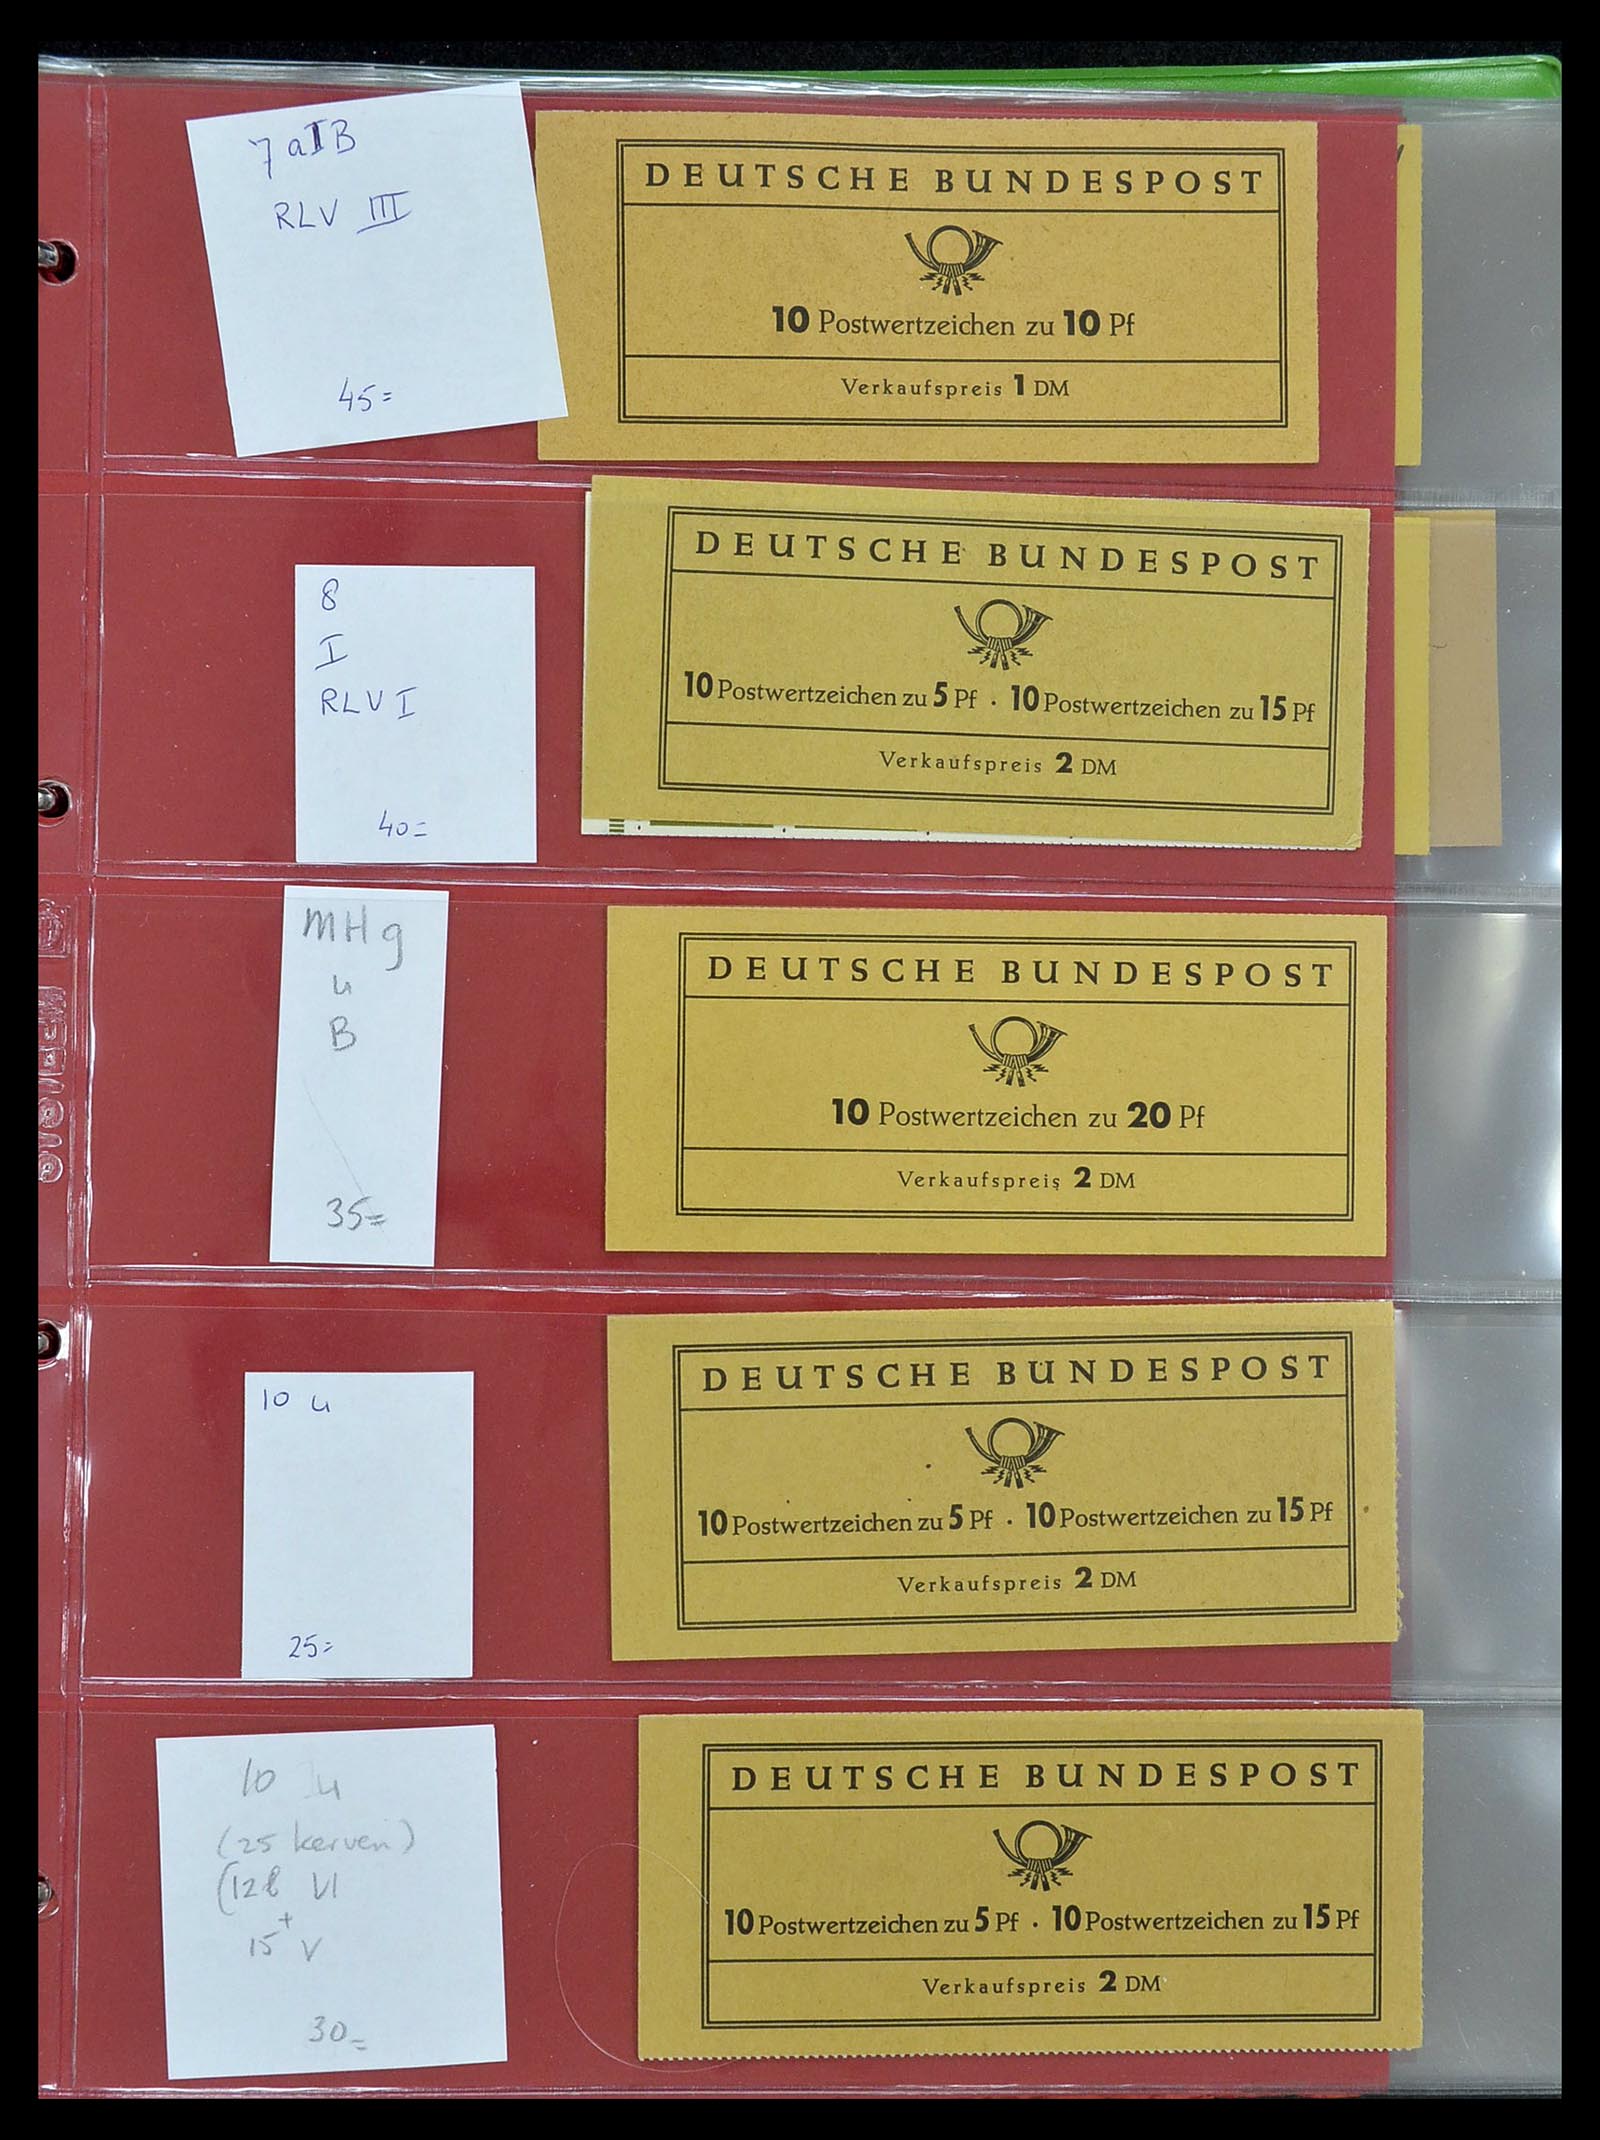 7 aIB
RLV III
45=
DEUTSCHE BUNDESPOST
10 Postwertzeichen zu 10 Pf
Verkaufspreis 1 DM
8
I
RLV I
40=
DEUTSCHE BUNDESPOST
10 Postwertzeichen zu 5 Pf · 10 Postwertzeichen zu 15 Pf
Verkaufspreis 2 DM
MHg
u
B
35=
DEUTSCHE BUNDESPOST
10 Postwertzeichen zu 20 Pf
Verkaufspreis 2 DM
10 u
25=
DEUTSCHE BUNDESPOST
10 Postwertzeichen zu 5 Pf · 10 Postwertzeichen zu 15 Pf
Verkaufspreis 2 DM
10 u
(25 kerven)
(12 VI
+
15 V
30=
DEUTSCHE BUNDESPOST
10 Postwertzeichen zu 5 Pf · 10 Postwertzeichen zu 15 Pf
Verkaufspreis 2 DM